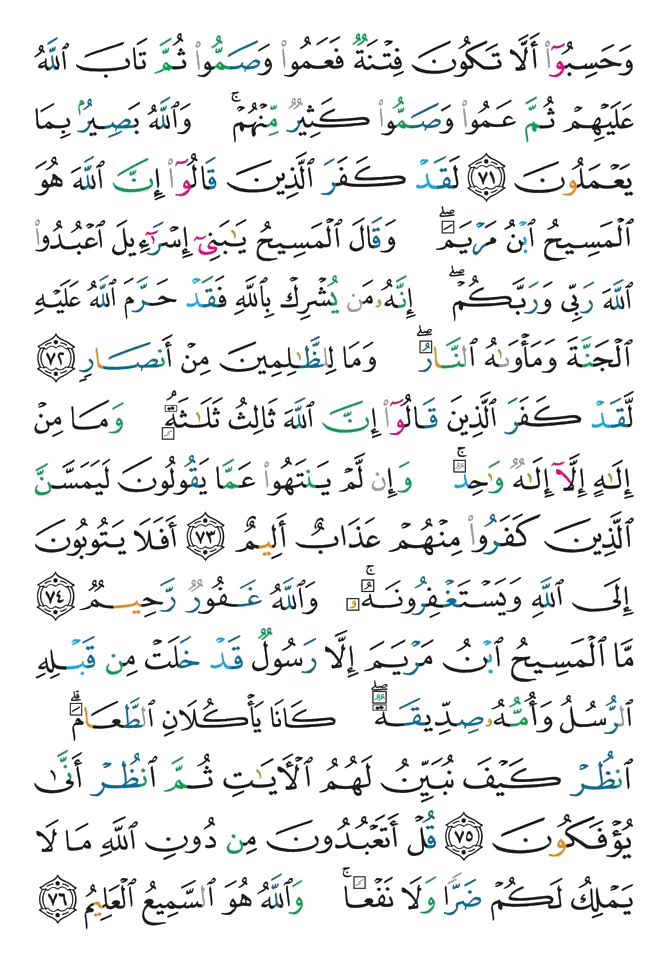 وَحَسِبُوٓا۟ أَلَّا تَكُونَ فِتْنَةٌ فَعَمُوا۟ وَصَمُّوا۟ ثُمَّ تَابَ ٱللَّهُ
عَلَيْهِمْ ثُمَّ عَمُوا۟ وَصَمُّوا۟ كَثِيرٌ مِّنْهُمْ ۚ وَٱللَّهُ بَصِيرٌۢ بِمَا
يَعْمَلُونَ ٧١ لَقَدْ كَفَرَ ٱلَّذِينَ قَالُوٓا۟ إِنَّ ٱللَّهَ هُوَ
ٱلْمَسِيحُ ٱبْنُ مَرْيَمَ ۖ وَقَالَ ٱلْمَسِيحُ يَـٰبَنِىٓ إِسْرَٰٓءِيلَ ٱعْبُدُوا۟
ٱللَّهَ رَبِّى وَرَبَّكُمْ ۖ إِنَّهُۥ مَن يُشْرِكْ بِٱللَّهِ فَقَدْ حَرَّمَ ٱللَّهُ عَلَيْهِ
ٱلْجَنَّةَ وَمَأْوَىٰهُ ٱلنَّارُ ۖ وَمَا لِلظَّـٰلِمِينَ مِنْ أَنصَارٍ ٧٢
لَّقَدْ كَفَرَ ٱلَّذِينَ قَالُوٓا۟ إِنَّ ٱللَّهَ ثَالِثُ ثَلَـٰثَةٍ ۘ وَمَا مِنْ
إِلَـٰهٍ إِلَّآ إِلَـٰهٌ وَٰحِدٌ ۚ وَإِن لَّمْ يَنتَهُوا۟ عَمَّا يَقُولُونَ لَيَمَسَّنَّ
ٱلَّذِينَ كَفَرُوا۟ مِنْهُمْ عَذَابٌ أَلِيمٌ ٧٣ أَفَلَا يَتُوبُونَ
إِلَى ٱللَّهِ وَيَسْتَغْفِرُونَهُۥ ۚ وَٱللَّهُ غَفُورٌ رَّحِيمٌ ٧٤
مَّا ٱلْمَسِيحُ ٱبْنُ مَرْيَمَ إِلَّا رَسُولٌ قَدْ خَلَتْ مِن قَبْلِهِ
ٱلرُّسُلُ وَأُمُّهُۥ صِدِّيقَةٌ ۖ كَانَا يَأْكُلَانِ ٱلطَّعَامَ ۗ
ٱنظُرْ كَيْفَ نُبَيِّنُ لَهُمُ ٱلْـَٔايَـٰتِ ثُمَّ ٱنظُرْ أَنَّىٰ
يُؤْفَكُونَ ٧٥ قُلْ أَتَعْبُدُونَ مِن دُونِ ٱللَّهِ مَا لَا
يَمْلِكُ لَكُمْ ضَرًّا وَلَا نَفْعًا ۚ وَٱللَّهُ هُوَ ٱلسَّمِيعُ ٱلْعَلِيمُ ٧٦